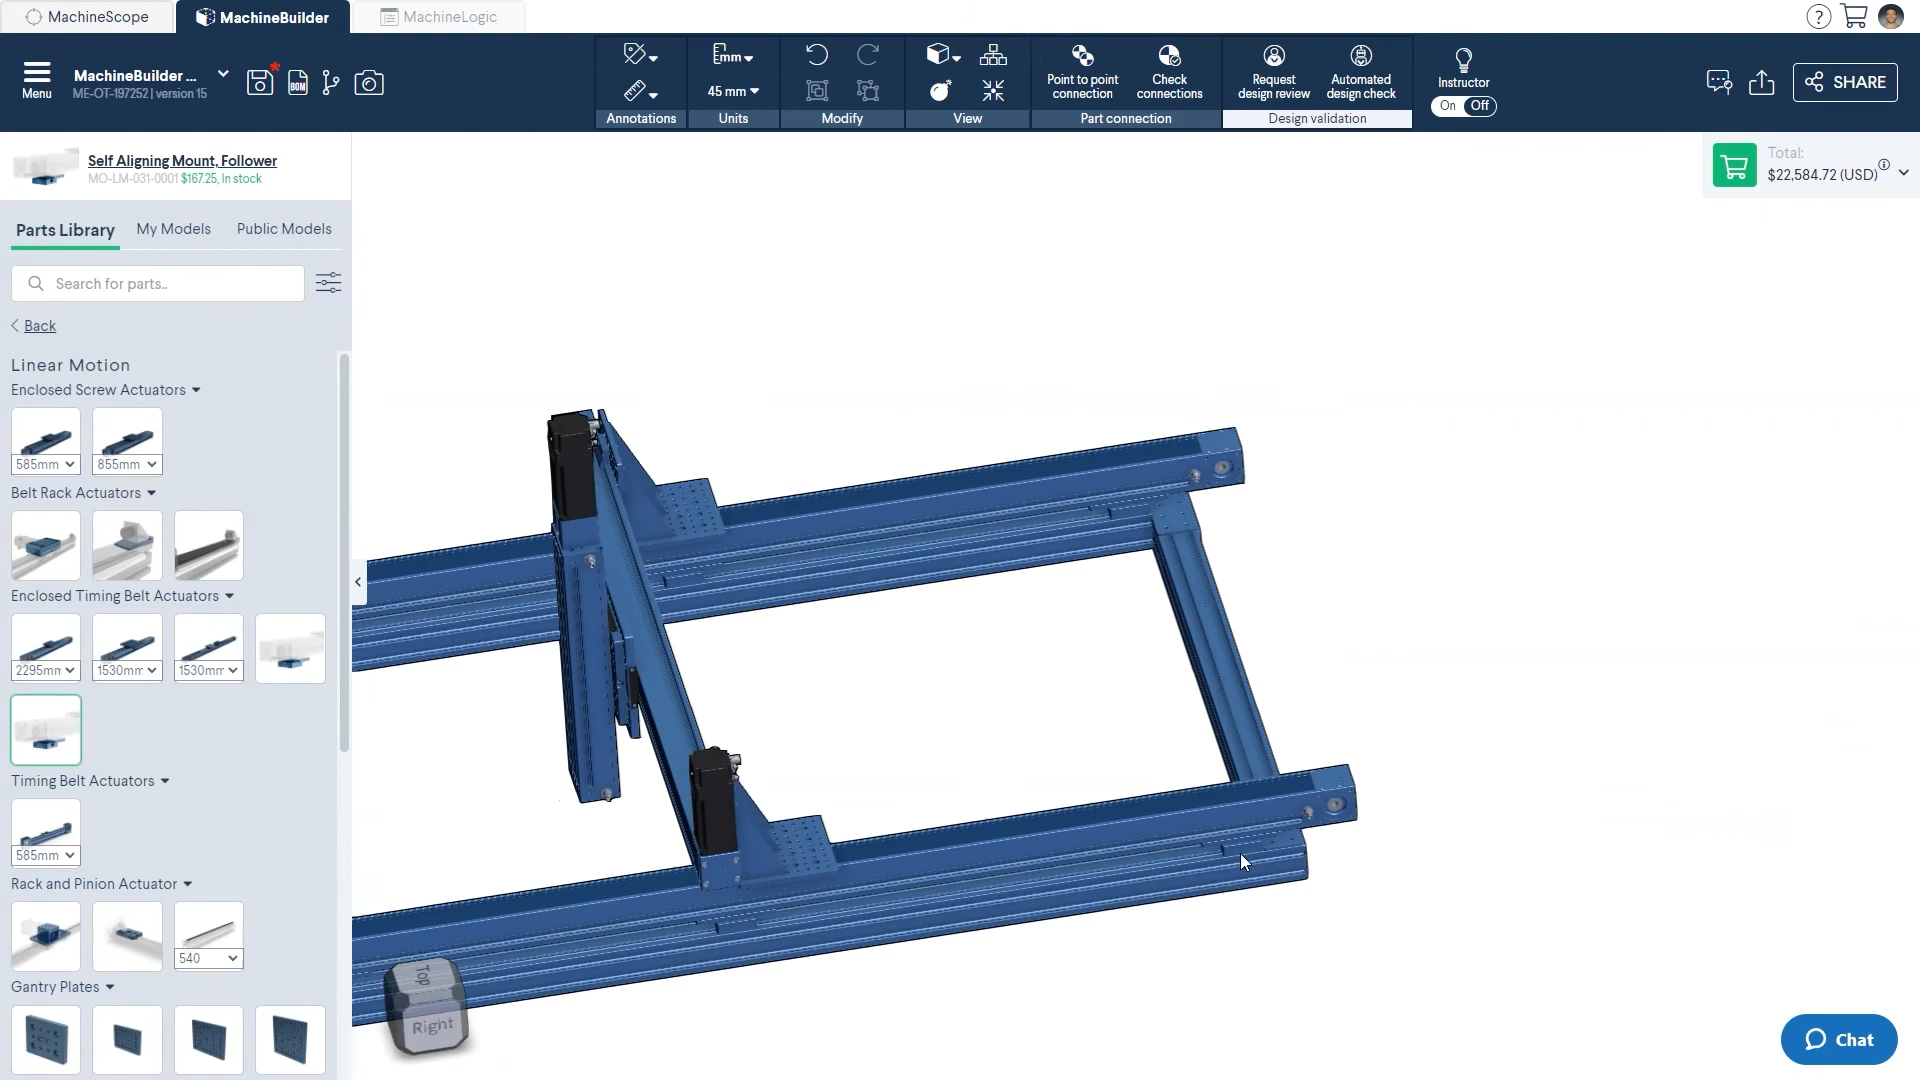 MachineScope
MachineBuilder
MachineLogic
Menu
MachineBuilder ...
ME-OT-197252 | version 15
BOM
Annotations
mm
45 mm
Units
Modify
View
Point to point connection
Check connections
Part connection
Request design review
Automated design check
Design validation
Instructor
On Off
SHARE
Self Aligning Mount, Follower
MO-LM-031-0001 $167.25, In stock
Total:
$22,584.72 (USD)
Parts Library
My Models
Public Models
Search for parts..
Back
Linear Motion
Enclosed Screw Actuators
585mm
855mm
Belt Rack Actuators
Enclosed Timing Belt Actuators
2295mm
1530mm
1530mm
Timing Belt Actuators
585mm
Rack and Pinion Actuator
540
Gantry Plates
Top
Right
Chat